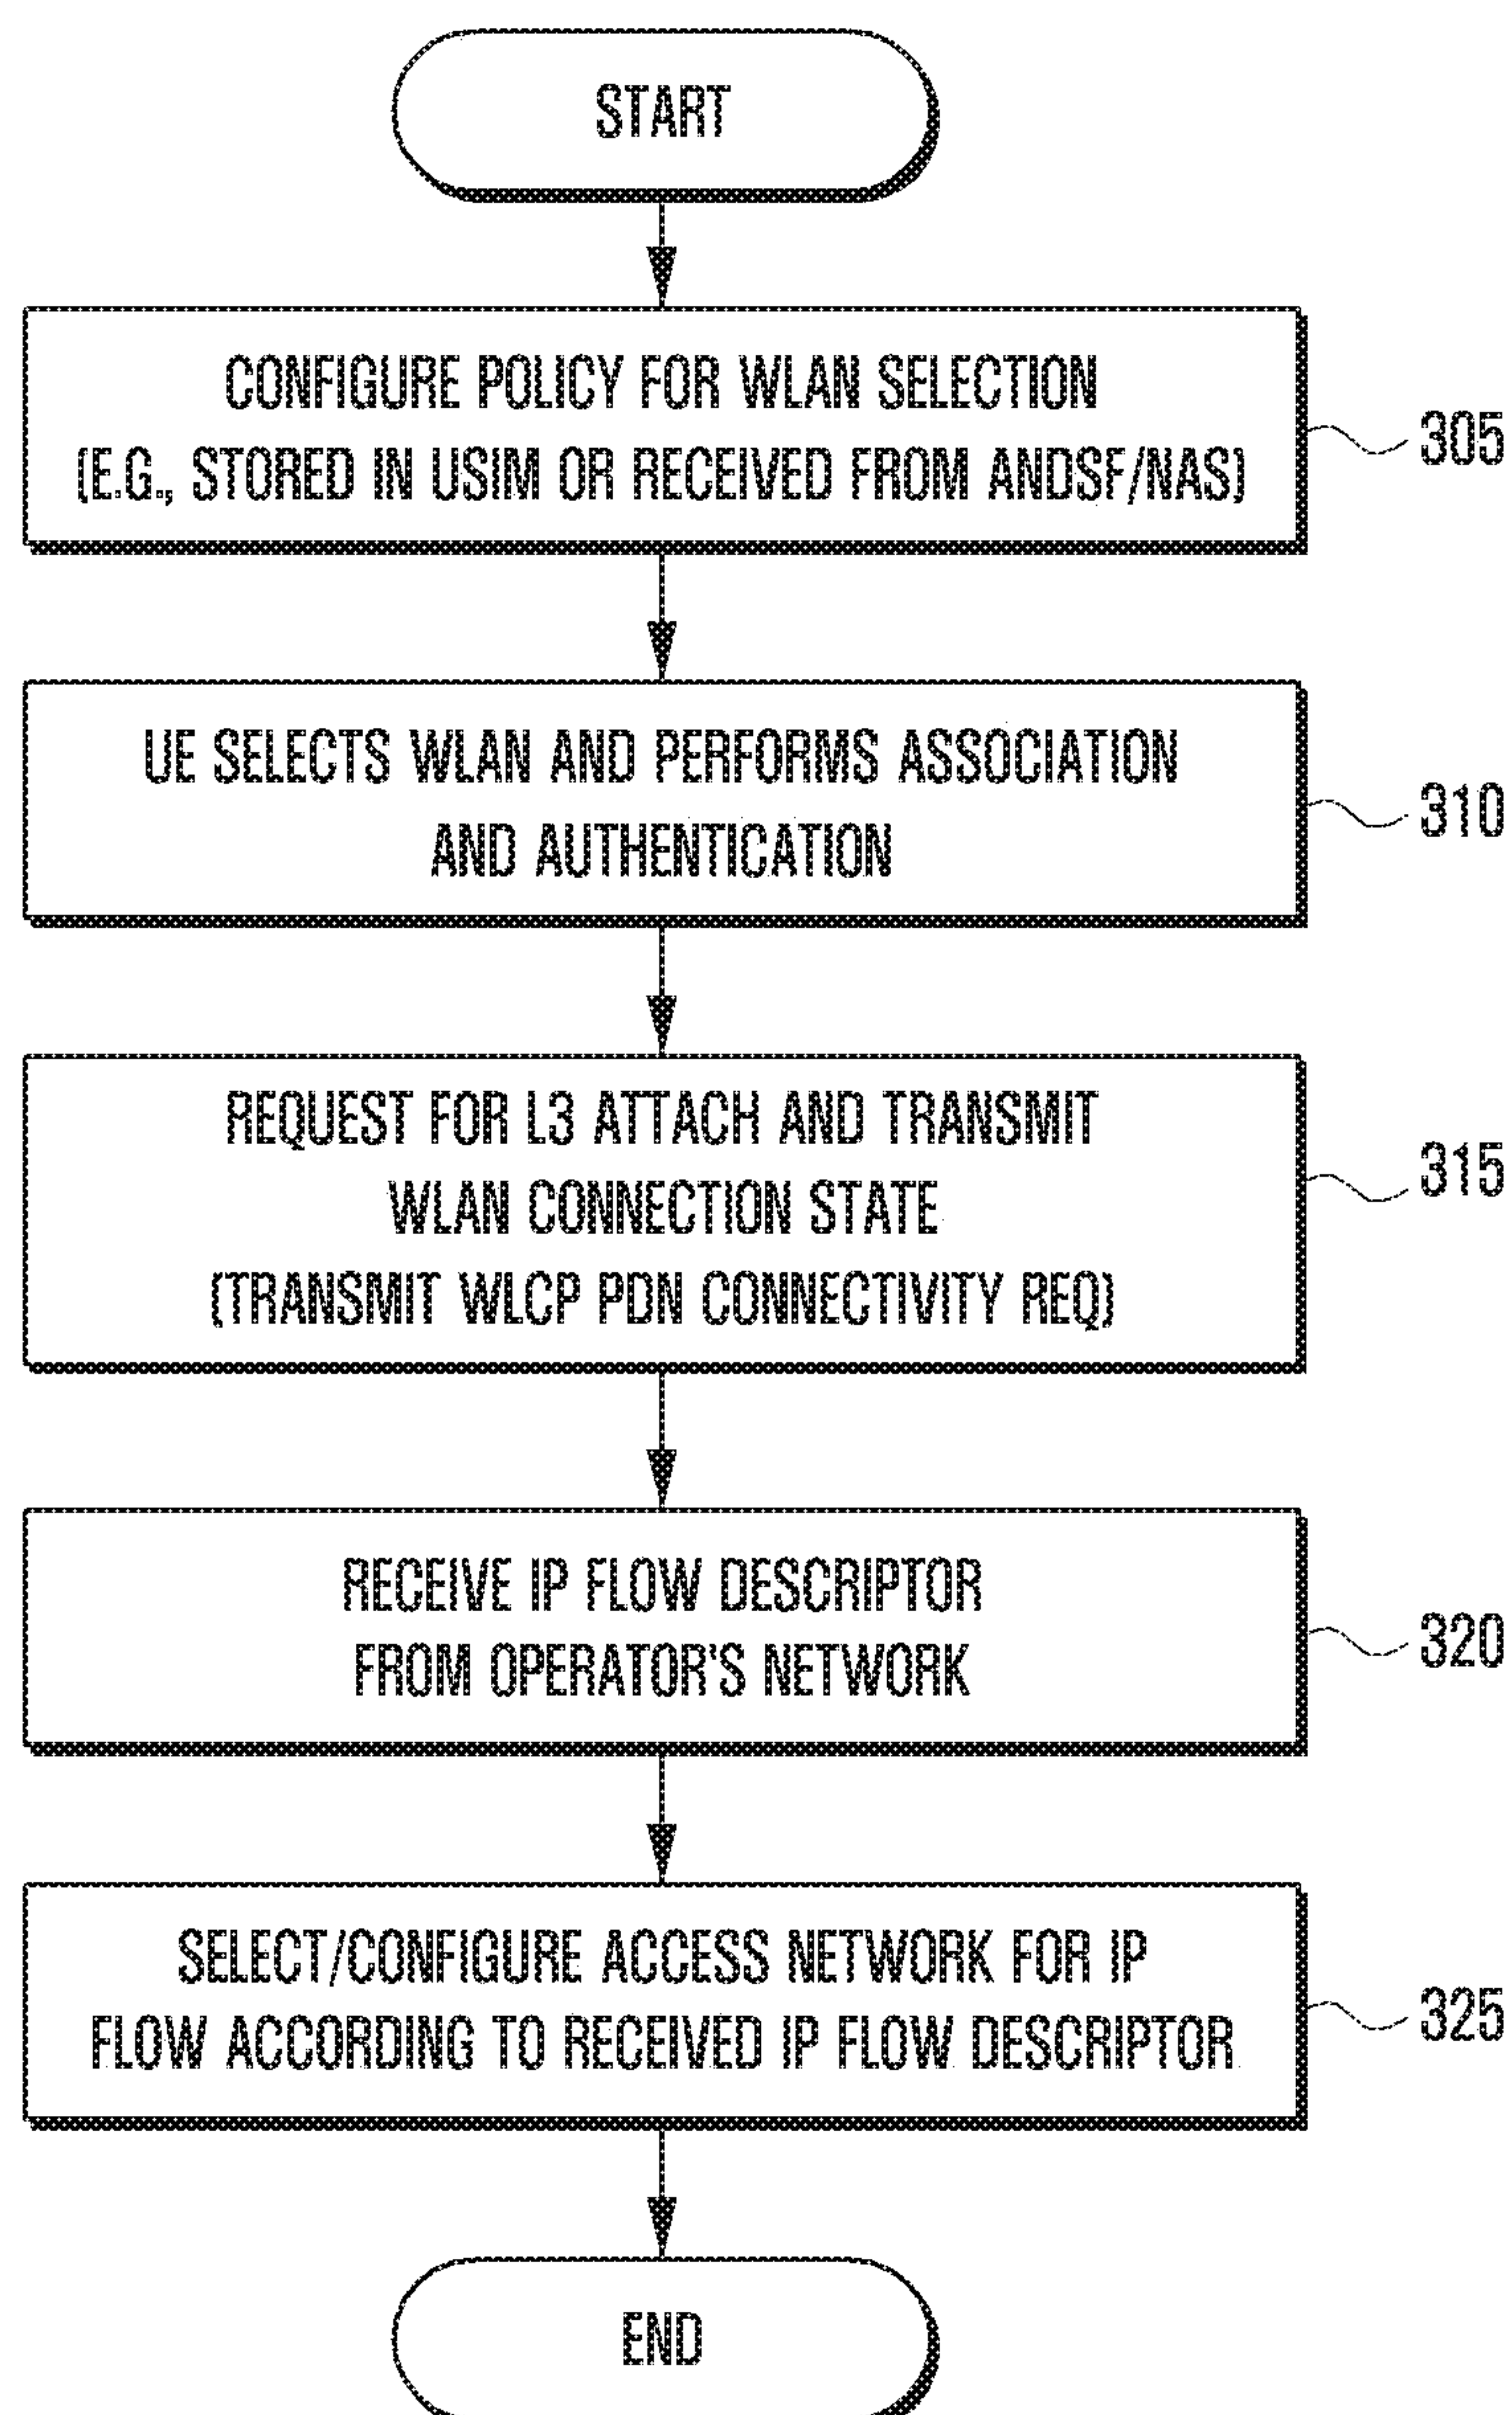 START
CONFIGURE POLICY FOR WLAN SELECTION
(E.G., STORED IN USIM OR RECEIVED FROM ANDSF/NAS)
305
UE SELECTS WLAN AND PERFORMS ASSOCIATION
AND AUTHENTICATION
310
REQUEST FOR L3 ATTACH AND TRANSMIT
WLAN CONNECTION STATE
(TRANSMIT WLCP PDN CONNECTIVITY REQ)
315
RECEIVE IP FLOW DESCRIPTOR
FROM OPERATOR'S NETWORK
320
SELECT/CONFIGURE ACCESS NETWORK FOR IP
FLOW ACCORDING TO RECEIVED IP FLOW DESCRIPTOR
325
END